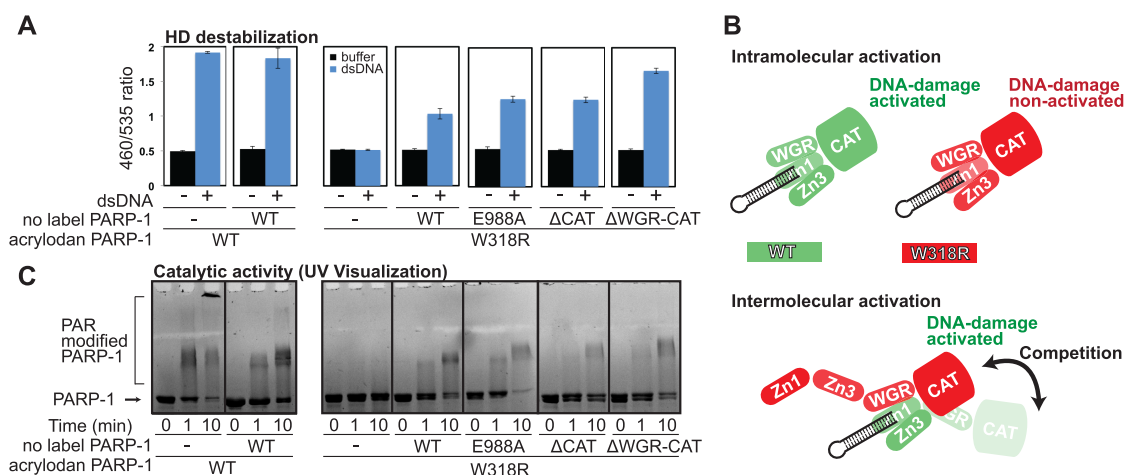 A
HD destabilization
460/535 ratio
2
1.5
1
0.5
0
buffer
dsDNA
dsDNA - + - + - + - + - + - + - +
no label PARP-1 - WT - WT E988A ΔCAT ΔWGR-CAT
acrylodan PARP-1 WT W318R
B
Intramolecular activation
DNA-damage DNA-damage
activated non-activated
WGR CAT n1 Zn3
WGR CAT n1 Zn3
WT W318R
Intermolecular activation
DNA-damage
activated
Competition
Zn1 Zn3 WGR CAT
n1 Zn3 GR CAT
C
Catalytic activity (UV Visualization)
PAR
modified
PARP-1
PARP-1 →
Time (min) 0 1 10 0 1 10 0 1 10 0 1 10 0 1 10 0 1 10 0 1 10
no label PARP-1 - WT - WT E988A ΔCAT ΔWGR-CAT
acrylodan PARP-1 WT W318R